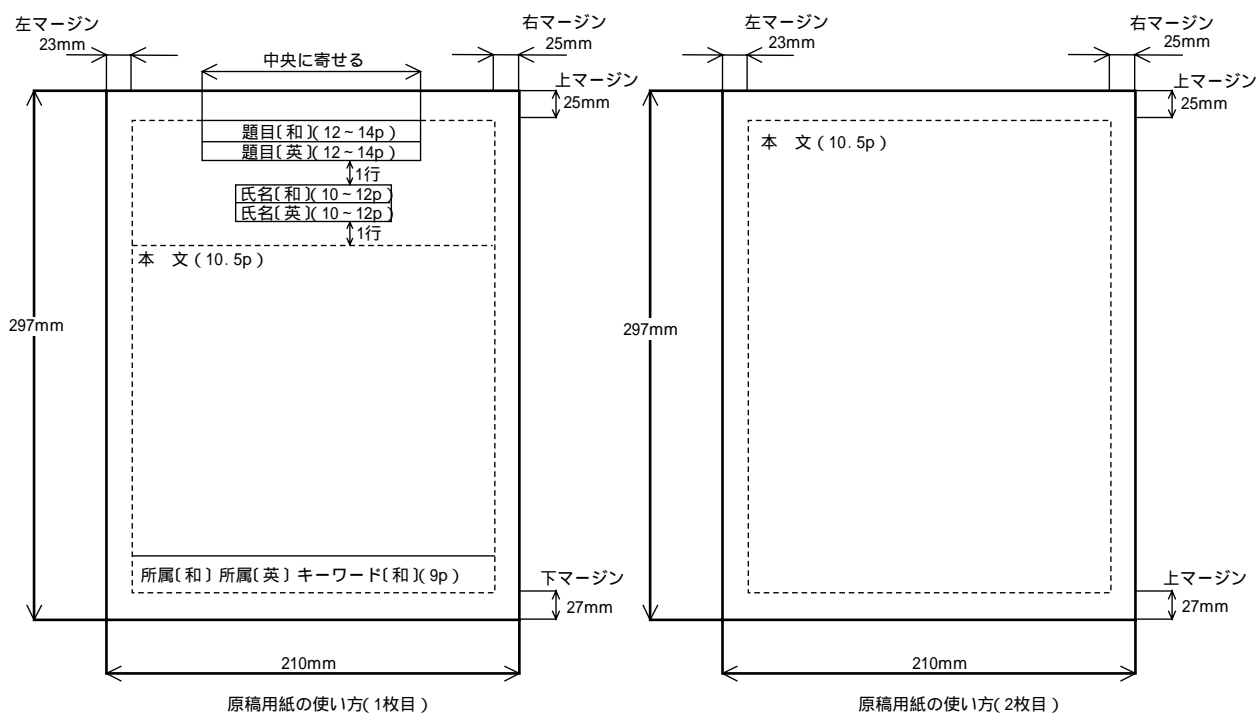 左マージン
23mm
中央に寄せる
右マージン
25mm
上マージン
25mm
題目〔和〕(12~14p)
題目〔英〕(12~14p)
1行
氏名〔和〕(10~12p)
氏名〔英〕(10~12p)
1行
本　文(10.5p)
297mm
所属〔和〕所属〔英〕キーワード〔和〕(9p)
下マージン
27mm
210mm
原稿用紙の使い方(1枚目)
左マージン
23mm
右マージン
25mm
上マージン
25mm
本　文(10.5p)
297mm
上マージン
27mm
210mm
原稿用紙の使い方(2枚目)